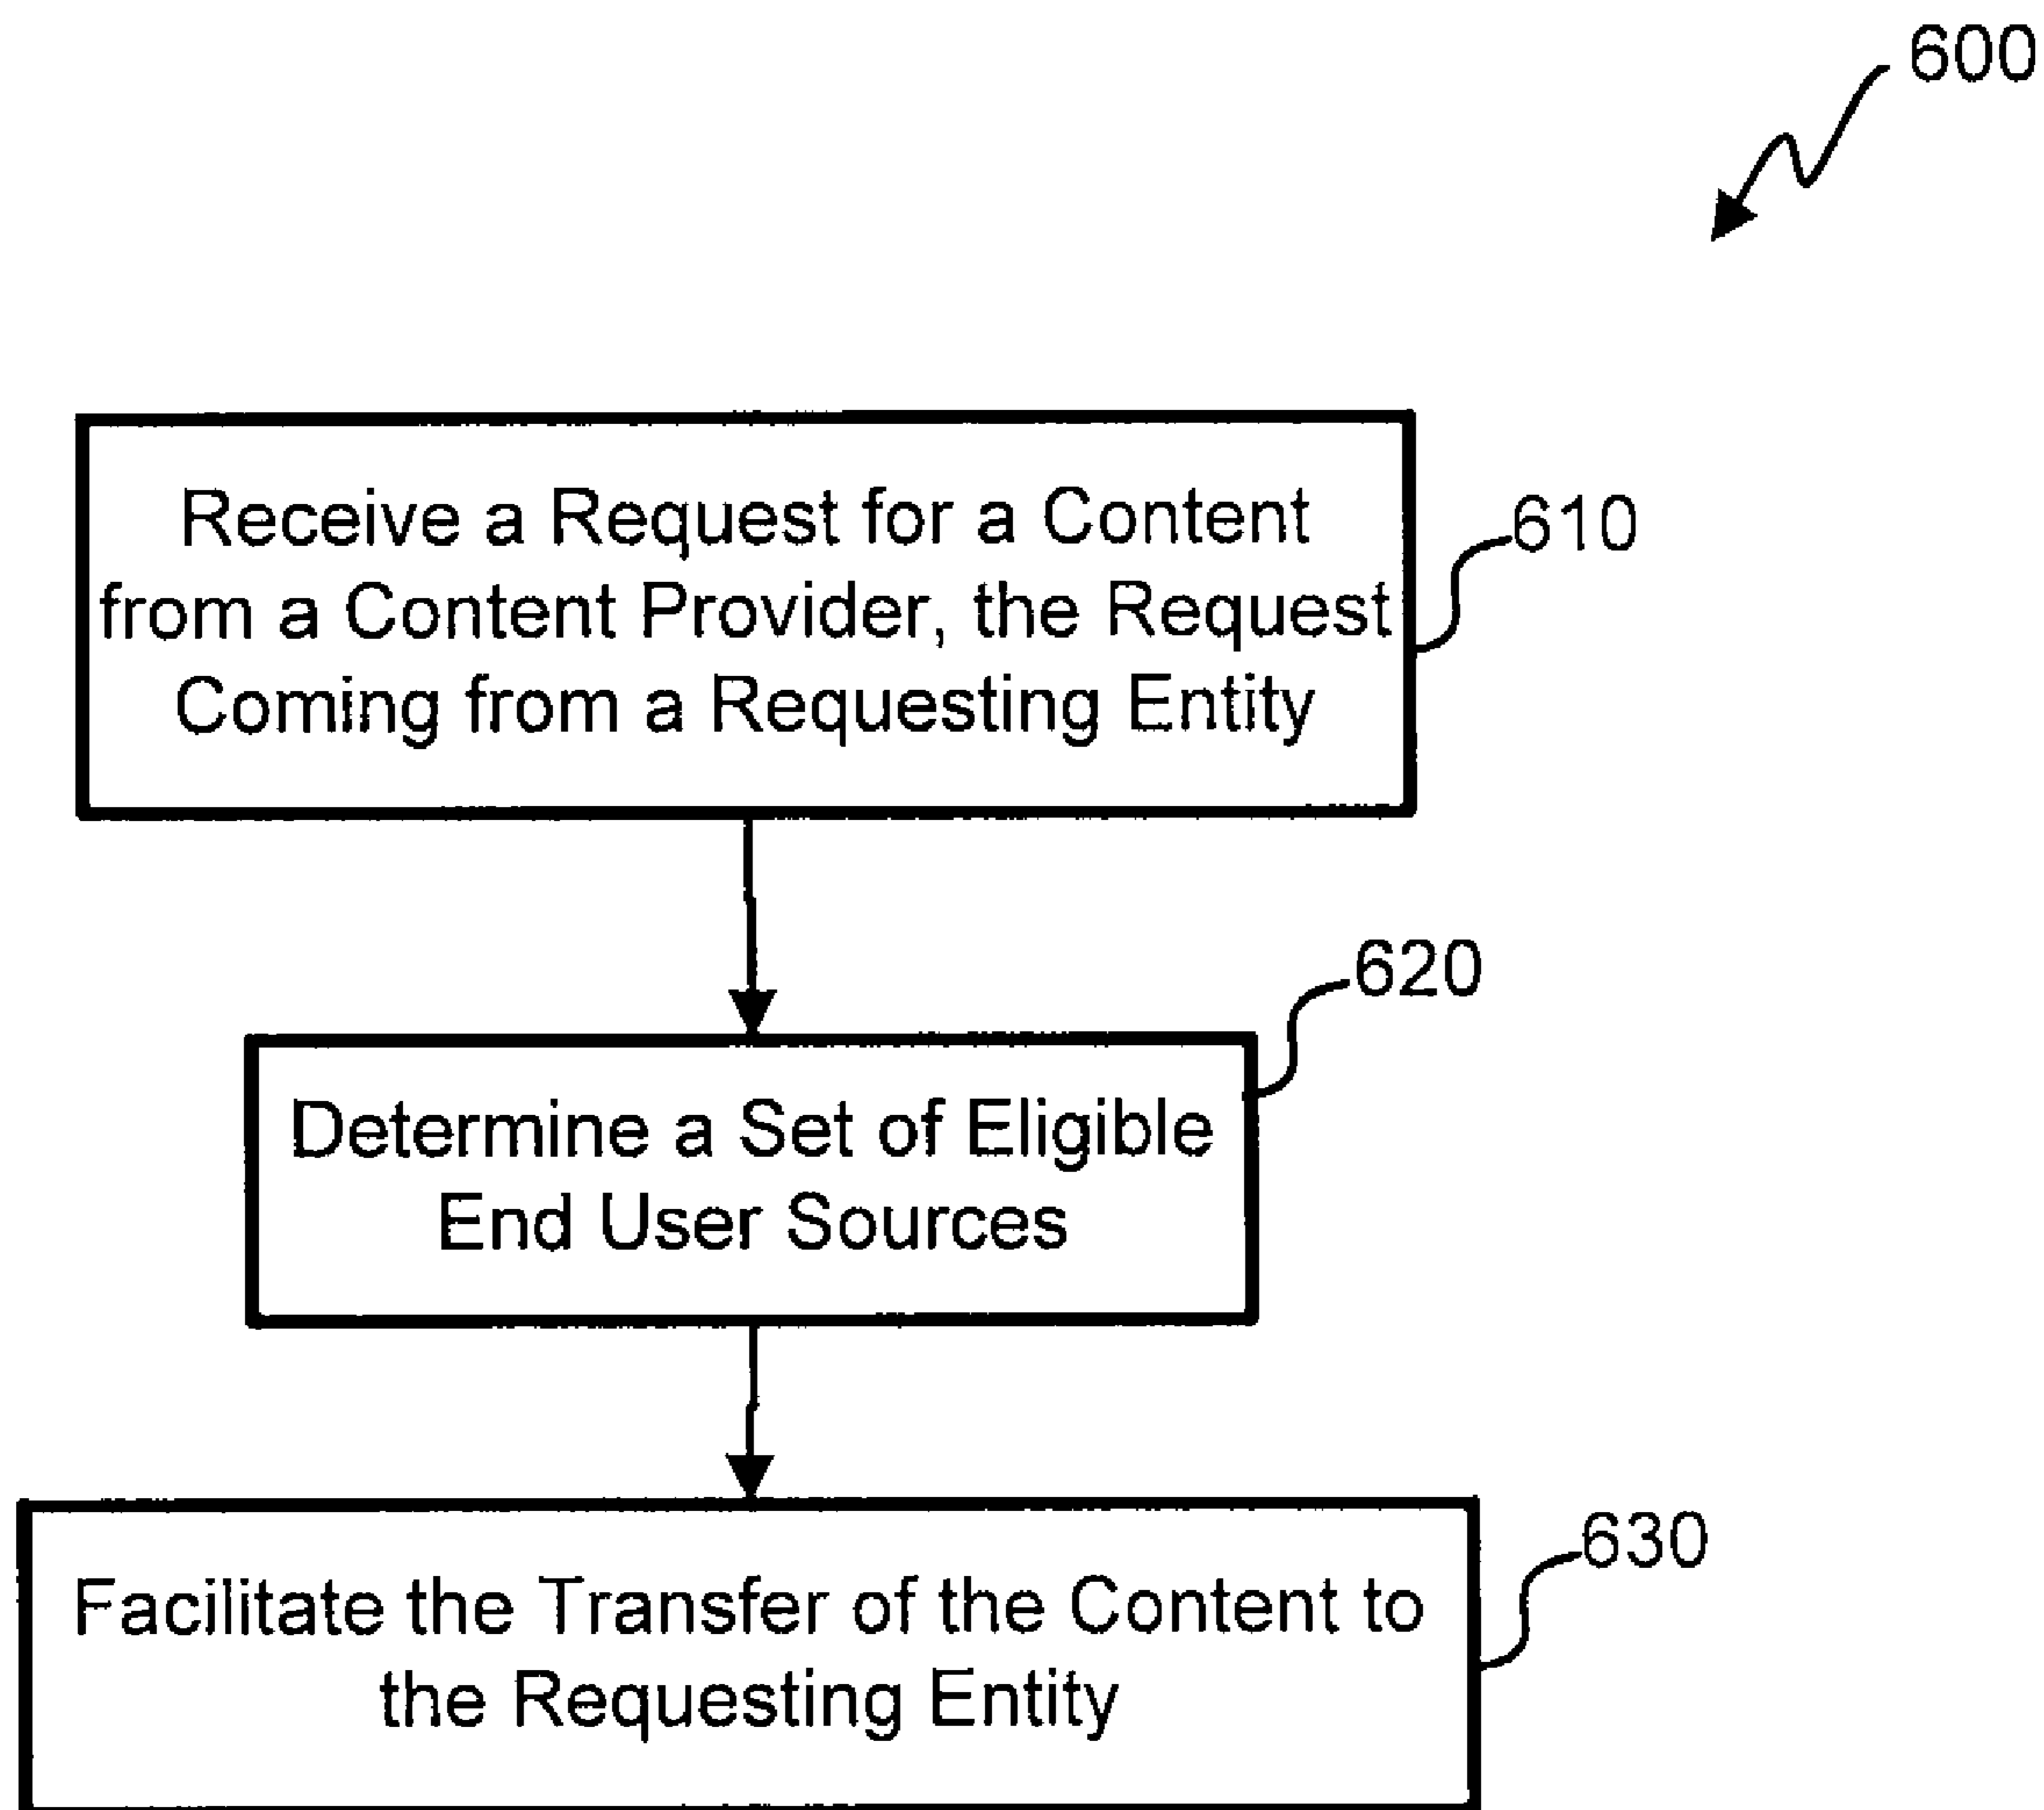 600
Receive a Request for a Content
from a Content Provider, the Request
Coming from a Requesting Entity
610
620
Determine a Set of Eligible
End User Sources
630
Facilitate the Transfer of the Content to
the Requesting Entity